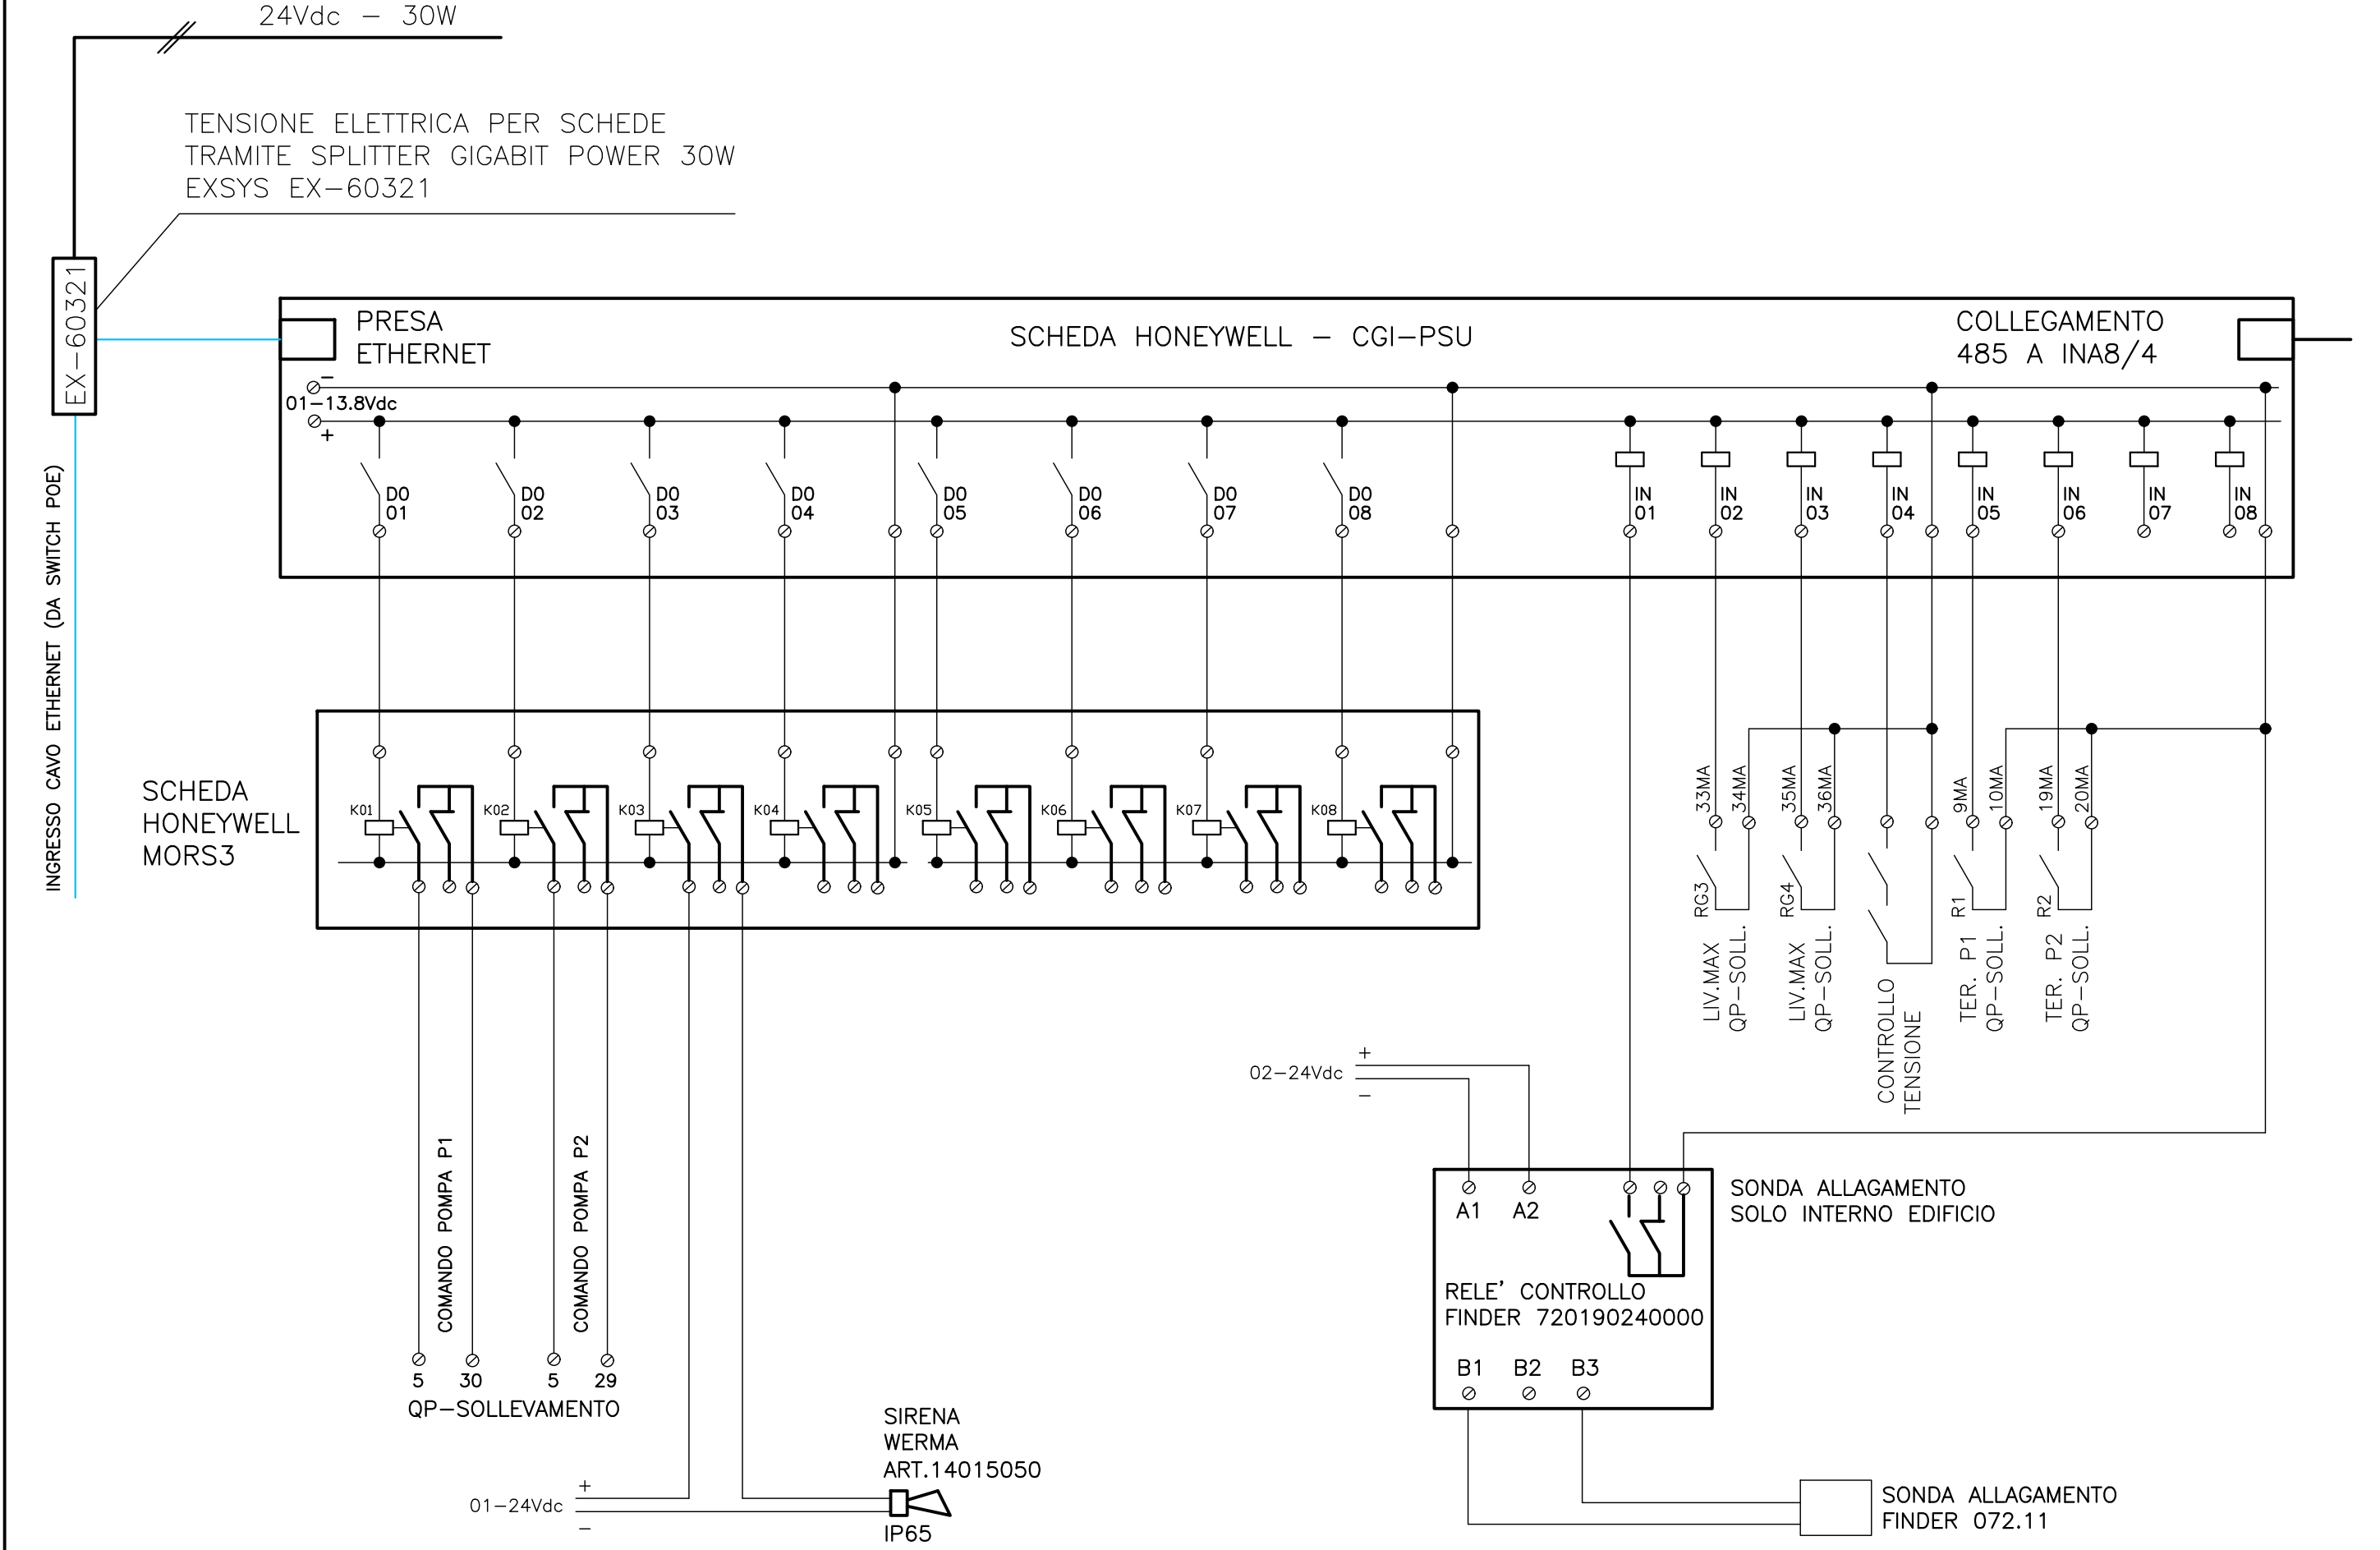 24Vdc - 30W
TENSIONE ELETTRICA PER SCHEDE
TRAMITE SPLITTER GIGABIT POWER 30W
EXSYS EX-60321
EX-60321
INGRESSO CAVO ETHERNET (DA SWITCH POE)
PRESA
ETHERNET
SCHEDA HONEYWELL - CGI-PSU
COLLEGAMENTO
485 A INA8/4
-
01-13.8Vdc
+
DO
01
DO
02
DO
03
DO
04
DO
05
DO
06
DO
07
DO
08
IN
01
IN
02
IN
03
IN
04
IN
05
IN
06
IN
07
IN
08
SCHEDA
HONEYWELL
MORS3
K01
K02
K03
K04
K05
K06
K07
K08
33MA
34MA
35MA
36MA
9MA
10MA
19MA
20MA
RG3
RG4
R1
R2
LIV.MAX
QP-SOLL.
LIV.MAX
QP-SOLL.
CONTROLLO
TENSIONE
TER. P1
QP-SOLL.
TER. P2
QP-SOLL.
COMANDO POMPA P1
COMANDO POMPA P2
5
30
5
29
QP-SOLLEVAMENTO
+
01-24Vdc
-
SIRENA
WERMA
ART.14015050
IP65
+
02-24Vdc
-
A1
A2
RELE' CONTROLLO
FINDER 720190240000
B1
B2
B3
SONDA ALLAGAMENTO
SOLO INTERNO EDIFICIO
SONDA ALLAGAMENTO
FINDER 072.11